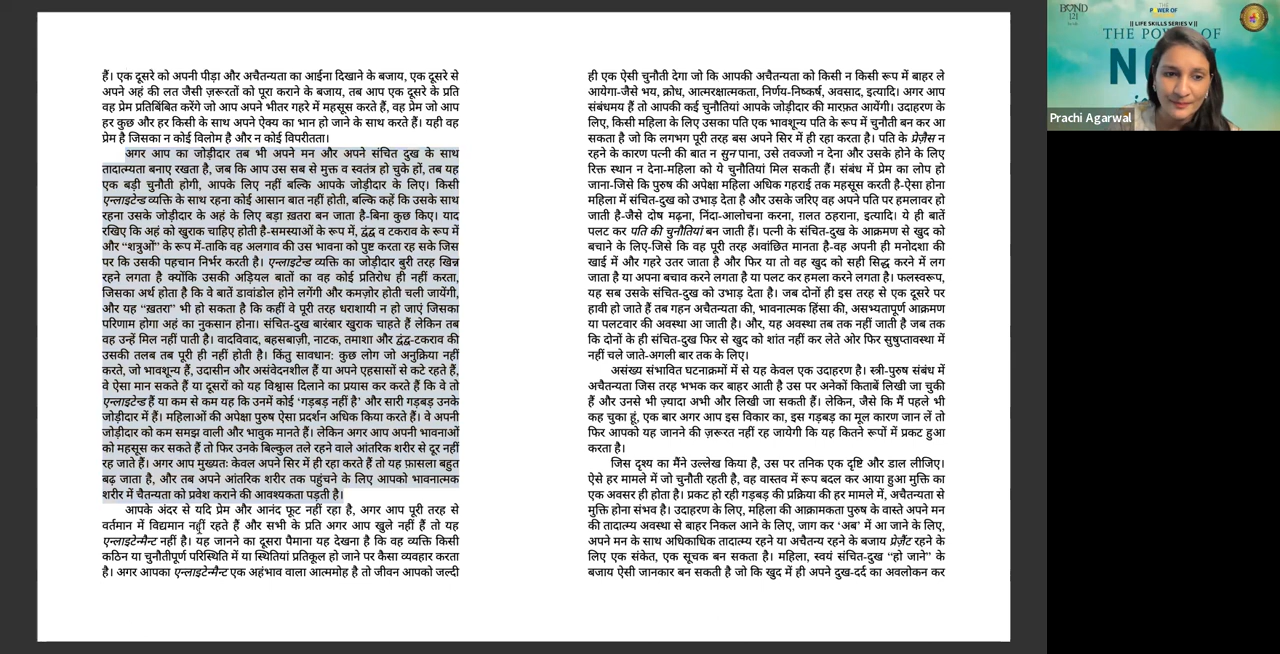 हैं। एक दूसरे को अपनी पीड़ा और अचैतन्यता का आईना दिखाने के बजाय, एक दूसरे से
अपने अहं की लत जैसी ज़रूरतों को पूरा कराने के बजाय, तब आप एक दूसरे के प्रति
वह प्रेम प्रतिबिंबित करेंगे जो आप अपने भीतर गहरे में महसूस करते हैं, वह प्रेम जो आप
हर कुछ और हर किसी के साथ अपने ऐक्य का भान हो जाने के साथ करते हैं। यही वह
प्रेम है जिसका न कोई विलोम है और न कोई विपरीतता।
अगर आप का जोड़ीदार तब भी अपने मन और अपने संचित दुख के साथ
तादात्म्यता बनाए रखता है, जब कि आप उस सब से मुक्त व स्वतंत्र हो चुके हों, तब यह
एक बड़ी चुनौती होगी, आपके लिए नहीं बल्कि आपके जोड़ीदार के लिए। किसी
एन्लाइटेन्ड व्यक्ति के साथ रहना कोई आसान बात नहीं होती, बल्कि कहें कि उसके साथ
रहना उसके जोड़ीदार के अहं के लिए बड़ा ख़तरा बन जाता है-बिना कुछ किए। याद
रखिए कि अहं को खुराक चाहिए होती है-समस्याओं के रूप में, द्वंद्व व टकराव के रूप में
और “शत्रुओं” के रूप में-ताकि वह अलगाव की उस भावना को पुष्ट करता रह सके जिस
पर कि उसकी पहचान निर्भर करती है। एन्लाइटेन्ड व्यक्ति का जोड़ीदार बुरी तरह खिन्न
रहने लगता है क्योंकि उसकी अड़ियल बातों का वह कोई प्रतिरोध ही नहीं करता,
जिसका अर्थ होता है कि वे बातें डावांडोल होने लगेंगी और कमज़ोर होती चली जायेंगी,
और यह “ख़तरा” भी हो सकता है कि कहीं वे पूरी तरह धराशायी न हो जाएं जिसका
परिणाम होगा अहं का नुकसान होना। संचित-दुख बारंबार खुराक चाहते हैं लेकिन तब
वह उन्हें मिल नहीं पाती है। वादविवाद, बहसबाज़ी, नाटक, तमाशा और द्वंद्व-टकराव की
उसकी तलब तब पूरी ही नहीं होती है। किंतु सावधान: कुछ लोग जो अनुक्रिया नहीं
करते, जो भावशून्य हैं, उदासीन और असंवेदनशील हैं या अपने एहसासों से कटे रहते हैं,
वे ऐसा मान सकते हैं या दूसरों को यह विश्वास दिलाने का प्रयास कर करते हैं कि वे तो
एन्लाइटेन्ड हैं या कम से कम यह कि उनमें कोई ‘गड़बड़ नहीं है’ और सारी गड़बड़ उनके
जोड़ीदार में हैं। महिलाओं की अपेक्षा पुरुष ऐसा प्रदर्शन अधिक किया करते हैं। वे अपनी
जोड़ीदार को कम समझ वाली और भावुक मानते हैं। लेकिन अगर आप अपनी भावनाओं
को महसूस कर सकते हैं तो फिर उनके बिल्कुल तले रहने वाले आंतरिक शरीर से दूर नहीं
रह जाते हैं। अगर आप मुख्यतः केवल अपने सिर में ही रहा करते हैं तो यह फ़ासला बहुत
बढ़ जाता है, और तब अपने आंतरिक शरीर तक पहुंचने के लिए आपको भावनात्मक
शरीर में चैतन्यता को प्रवेश कराने की आवश्यकता पड़ती है।
आपके अंदर से यदि प्रेम और आनंद फूट नहीं रहा है, अगर आप पूरी तरह से
वर्तमान में विद्यमान नहीं रहते हैं और सभी के प्रति अगर आप खुले नहीं हैं तो यह
एन्लाइटेन्मैन्ट नहीं है। यह जानने का दूसरा पैमाना यह देखना है कि वह व्यक्ति किसी
कठिन या चुनौतीपूर्ण परिस्थिति में या स्थितियां प्रतिकूल हो जाने पर कैसा व्यवहार करता
है। अगर आपका एन्लाइटेन्मैन्ट एक अहंभाव वाला आत्ममोह है तो जीवन आपको जल्दी
ही एक ऐसी चुनौती देगा जो कि आपकी अचैतन्यता को किसी न किसी रूप में बाहर ले
आयेगा-जैसे भय, क्रोध, आत्मरक्षात्मकता, निर्णय-निष्कर्ष, अवसाद, इत्यादि। अगर आप
संबंधमय हैं तो आपकी कई चुनौतियां आपके जोड़ीदार की मारफ़त आयेंगी। उदाहरण के
लिए, किसी महिला के लिए उसका पति एक भावशून्य पति के रूप में चुनौती बन कर आ
सकता है जो कि लगभग पूरी तरह बस अपने सिर में ही रहा करता है। पति के प्रेज़ैंस न
रहने के कारण पत्नी की बात न सुन पाना, उसे तवज्जो न देना और उसके होने के लिए
रिक्त स्थान न देना-महिला को ये चुनौतियां मिल सकती हैं। संबंध में प्रेम का लोप हो
जाना-जिसे कि पुरुष की अपेक्षा महिला अधिक गहराई तक महसूस करती है-ऐसा होना
महिला में संचित-दुख को उभाड़ देता है और उसके जरिए वह अपने पति पर हमलावर हो
जाती है-जैसे दोष मढ़ना, निंदा-आलोचना करना, ग़लत ठहराना, इत्यादि। ये ही बातें
पलट कर पति की चुनौतियां बन जाती हैं। पत्नी के संचित-दुख के आक्रमण से खुद को
बचाने के लिए-जिसे कि वह पूरी तरह अवांछित मानता है-वह अपनी ही मनोदशा की
खाई में और गहरे उतर जाता है और फिर या तो वह खुद को सही सिद्ध करने में लग
जाता है या अपना बचाव करने लगता है या पलट कर हमला करने लगता है। फलस्वरूप,
यह सब उसके संचित-दुख को उभाड़ देता है। जब दोनों ही इस तरह से एक दूसरे पर
हावी हो जाते हैं तब गहन अचैतन्यता की, भावनात्मक हिंसा की, असभ्यतापूर्ण आक्रमण
या पलटवार की अवस्था आ जाती है। और, यह अवस्था तब तक नहीं जाती है जब तक
कि दोनों के ही संचित-दुख फिर से खुद को शांत नहीं कर लेते ओर फिर सुषुप्तावस्था में
नहीं चले जाते-अगली बार तक के लिए।
असंख्य संभावित घटनाक्रमों में से यह केवल एक उदाहरण है। स्त्री-पुरुष संबंध में
अचैतन्यता जिस तरह भभक कर बाहर आती है उस पर अनेकों किताबें लिखी जा चुकी
हैं और उनसे भी ज़्यादा अभी और लिखी जा सकती हैं। लेकिन, जैसे कि मैं पहले भी
कह चुका हूं, एक बार अगर आप इस विकार का, इस गड़बड़ का मूल कारण जान लें तो
फिर आपको यह जानने की ज़रूरत नहीं रह जायेगी कि यह कितने रूपों में प्रकट हुआ
करता है।
जिस दृश्य का मैंने उल्लेख किया है, उस पर तनिक एक दृष्टि और डाल लीजिए।
ऐसे हर मामले में जो चुनौती रहती है, वह वास्तव में रूप बदल कर आया हुआ मुक्ति का
एक अवसर ही होता है। प्रकट हो रही गड़बड़ की प्रक्रिया की हर मामले में, अचैतन्यता से
मुक्ति होना संभव है। उदाहरण के लिए, महिला की आक्रामकता पुरुष के वास्ते अपने मन
की तादात्म्य अवस्था से बाहर निकल आने के लिए, जाग कर ‘अब’ में आ जाने के लिए,
अपने मन के साथ अधिकाधिक तादात्म्य रहने या अचैतन्य रहने के बजाय प्रेज़ैंट रहने के
लिए एक संकेत, एक सूचक बन सकता है। महिला, स्वयं संचित-दुख “हो जाने” के
बजाय ऐसी जानकार बन सकती है जो कि खुद में ही अपने दुख-दर्द का अवलोकन कर
BOND
THE
POWER OF
|| LIFE SKILLS SERIES V ||
THE POWER OF
Prachi Agarwal